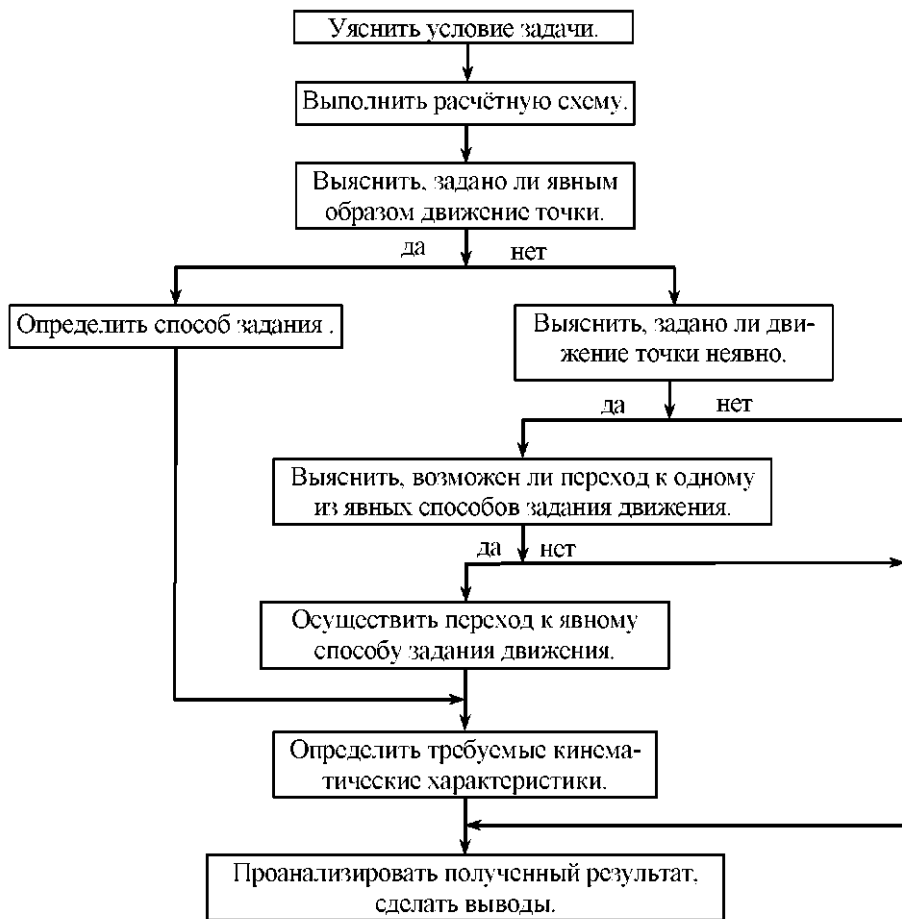 Уяснить условие задачи.
Выполнить расчётную схему.
Выяснить, задано ли явным
образом движение точки.
да нет
Определить способ задания .
Выяснить, задано ли дви-
жение точки неявно.
да нет
Выяснить, возможен ли переход к одному
из явных способов задания движения.
да нет
Осуществить переход к явному
способу задания движения.
Определить требуемые кинема-
тические характеристики.
Проанализировать полученный результат,
сделать выводы.